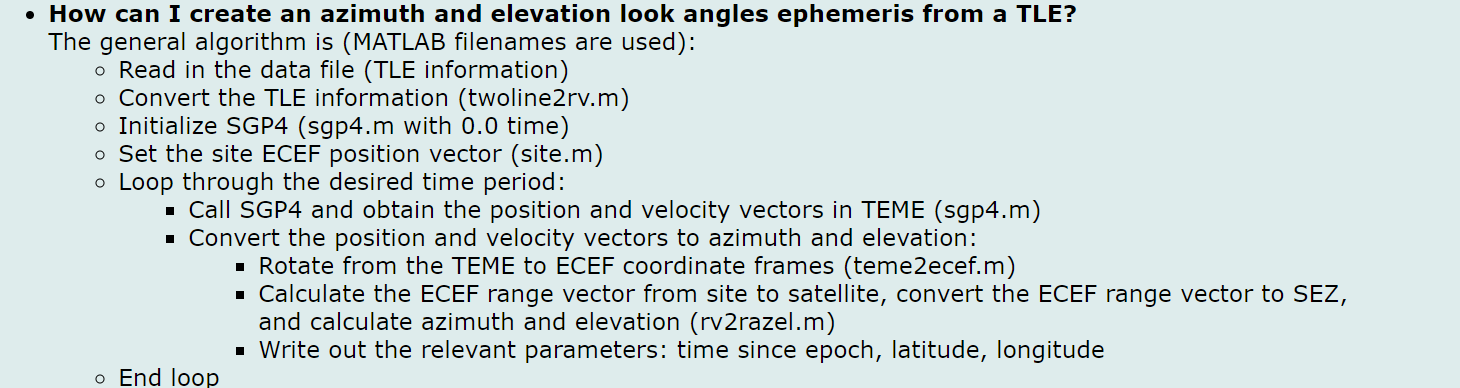 How can I create an azimuth and elevation look angles ephemeris from a TLE?
The general algorithm is (MATLAB filenames are used):
Read in the data file (TLE information)
Convert the TLE information (twoline2rv.m)
Initialize SGP4 (sgp4.m with 0.0 time)
Set the site ECEF position vector (site.m)
Loop through the desired time period:
Call SGP4 and obtain the position and velocity vectors in TEME (sgp4.m)
Convert the position and velocity vectors to azimuth and elevation:
Rotate from the TEME to ECEF coordinate frames (teme2ecef.m)
Calculate the ECEF range vector from site to satellite, convert the ECEF range vector to SEZ,
and calculate azimuth and elevation (rv2razel.m)
Write out the relevant parameters: time since epoch, latitude, longitude
End loop